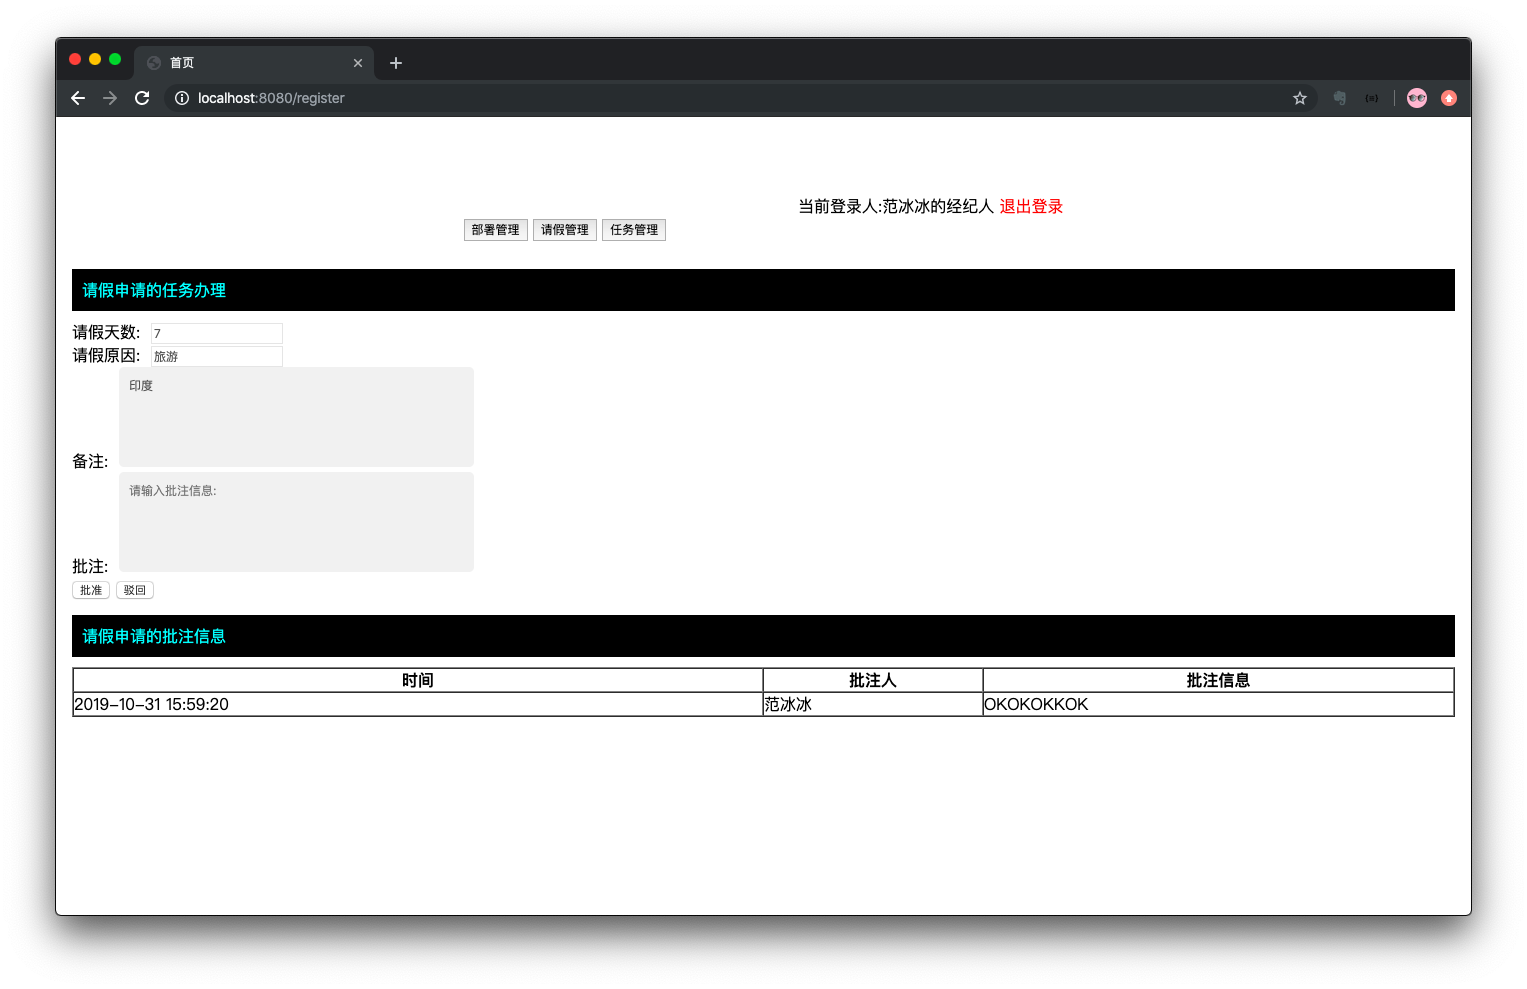 首页
localhost:8080/register
当前登录人:范冰冰的经纪人 退出登录
部署管理 请假管理 任务管理
请假申请的任务办理
请假天数: 7
请假原因: 旅游
印度
备注:
请输入批注信息:
批注:
批准 驳回
请假申请的批注信息
时间 批注人 批注信息
2019-10-31 15:59:20 范冰冰 OKOKOKKOK